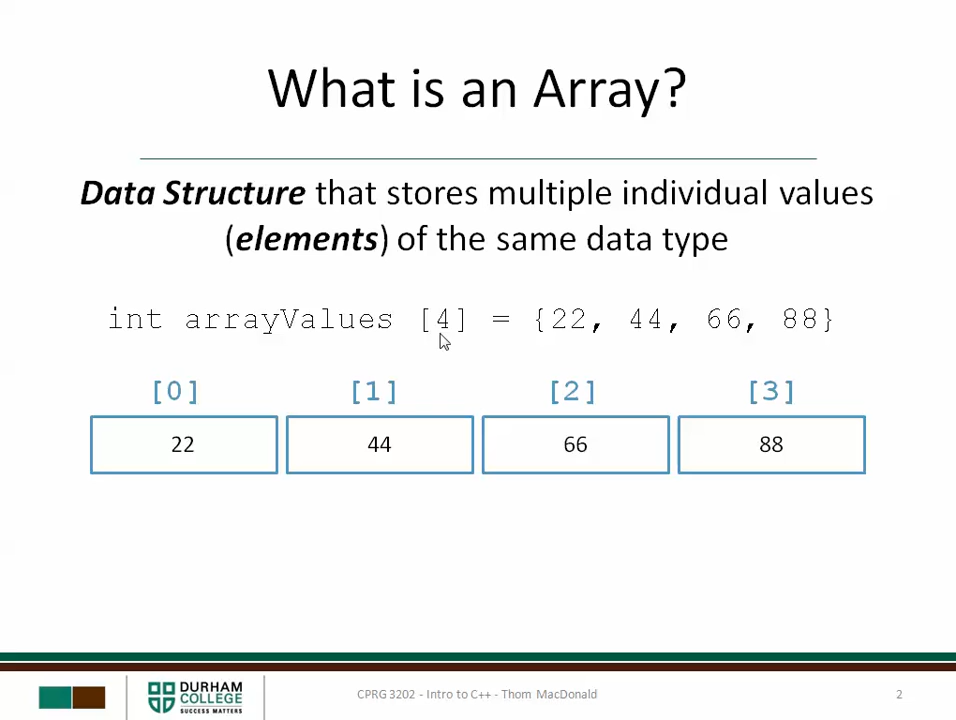 What is an Array?
Data Structure that stores multiple individual values
(elements) of the same data type
int arrayValues [4] = {22, 44, 66, 88}
[0] [1] [2] [3]
22 44 66 88
DURHAM
COLLEGE
SUCCESS MATTERS
CPRG 3202 - Intro to C++ - Thom MacDonald
2